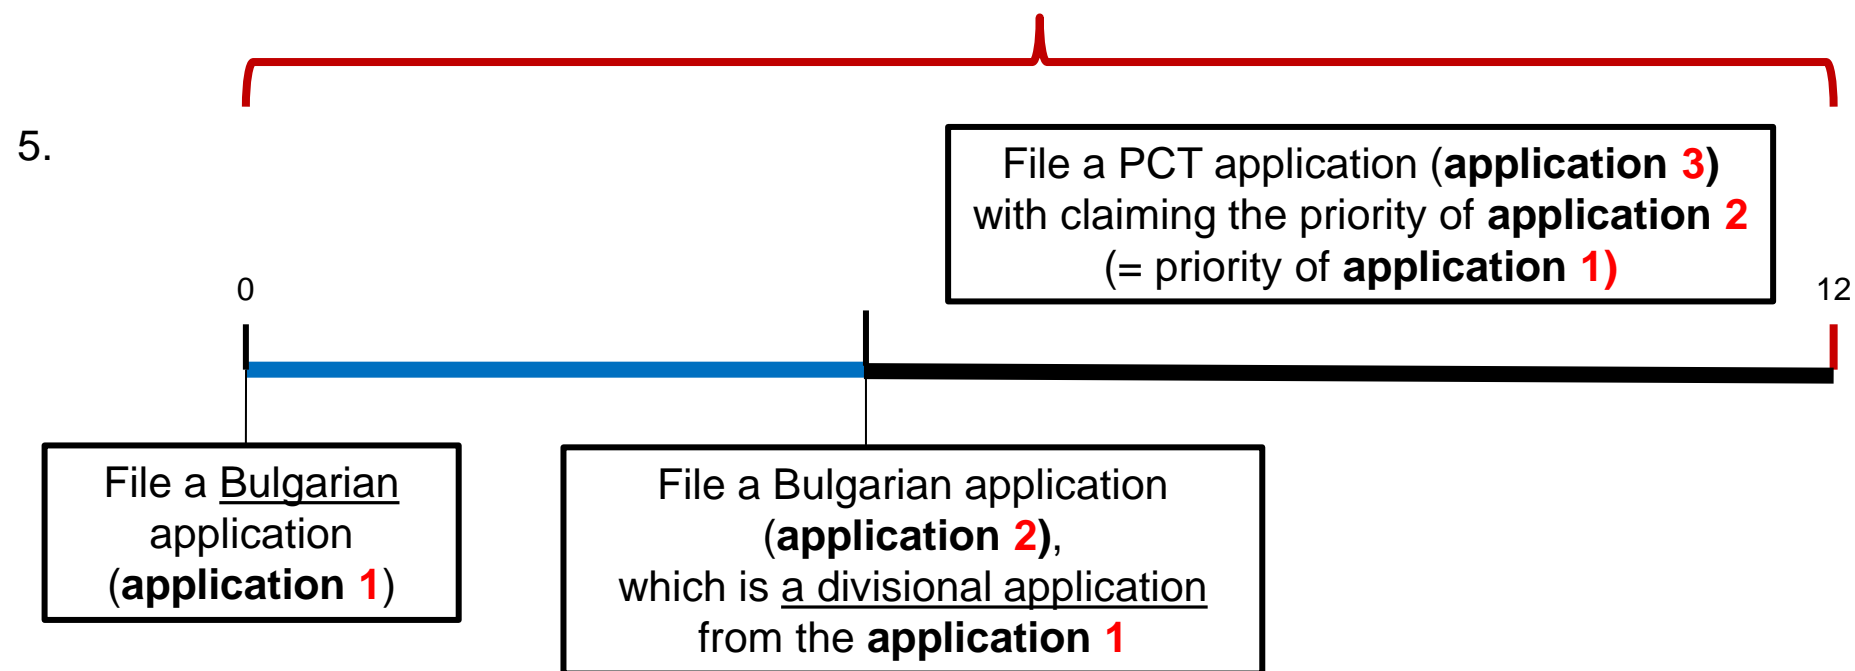 5.
File a PCT application (application 3)
with claiming the priority of application 2
(= priority of application 1)
0
12
File a Bulgarian
application
(application 1)
File a Bulgarian application
(application 2),
which is a divisional application
from the application 1